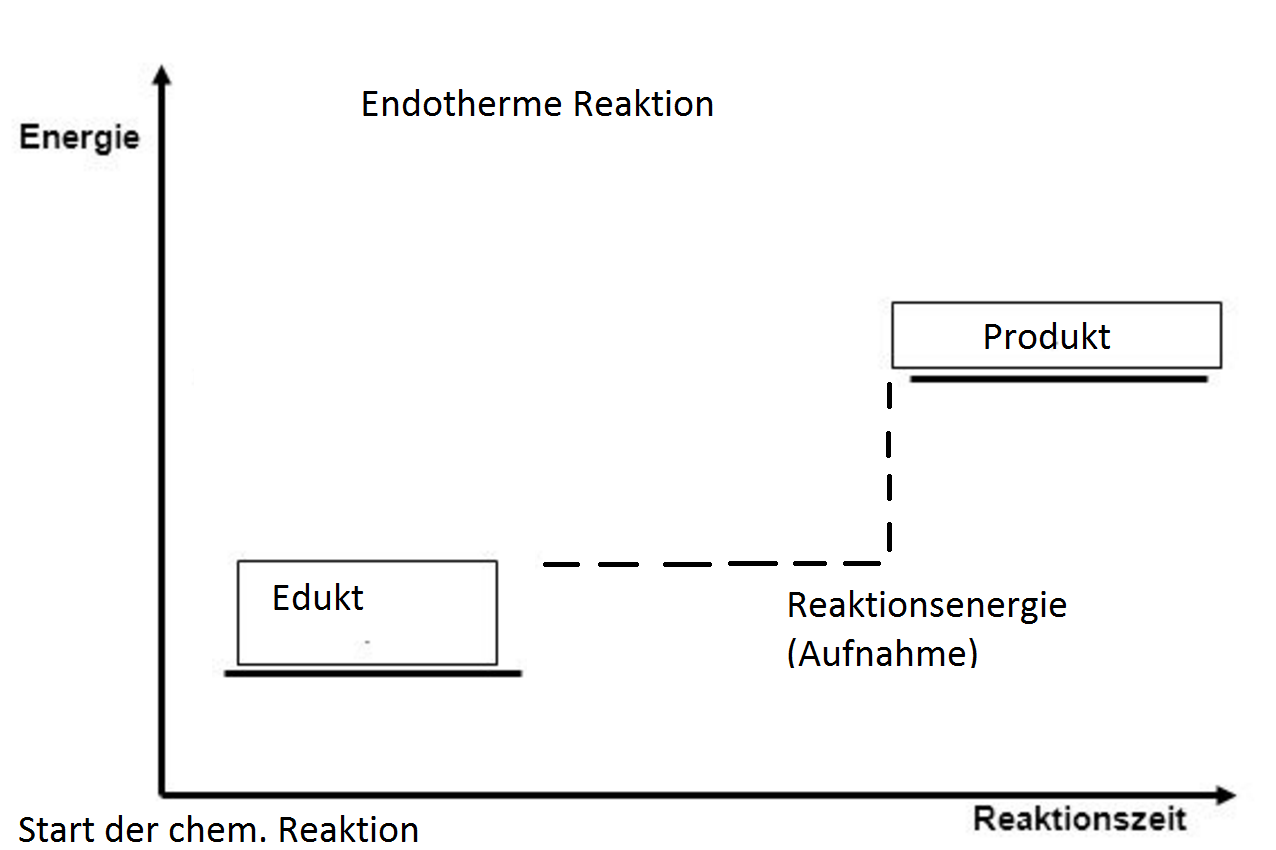 Endotherme Reaktion
Energie
Produkt
Edukt
Reaktionsenergie
(Aufnahme)
Reaktionszeit
Start der chem. Reaktion